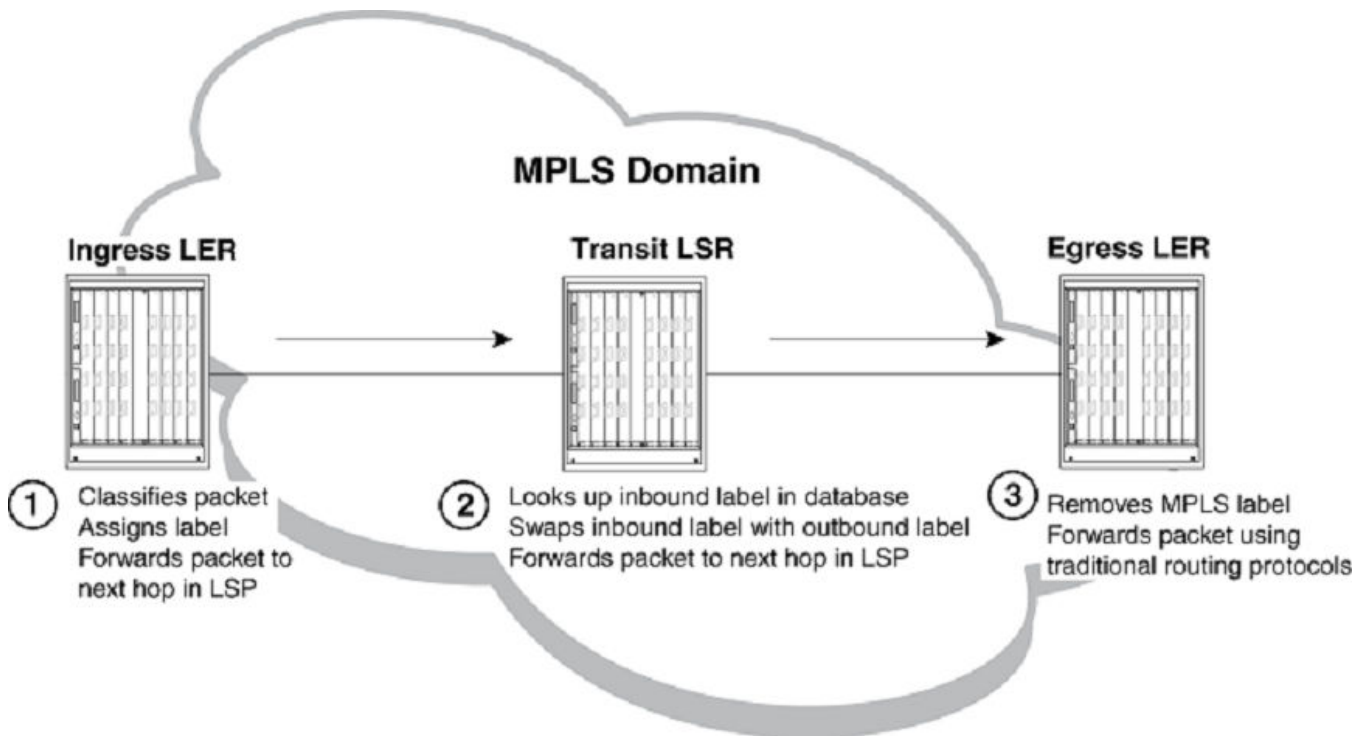 MPLS Domain
Ingress LER
Transit LSR
Egress LER
1
Classifies packet
Assigns label
Forwards packet to
next hop in LSP
2
Looks up inbound label in database
Swaps inbound label with outbound label
Forwards packet to next hop in LSP
3
Removes MPLS label
Forwards packet using
traditional routing protocols